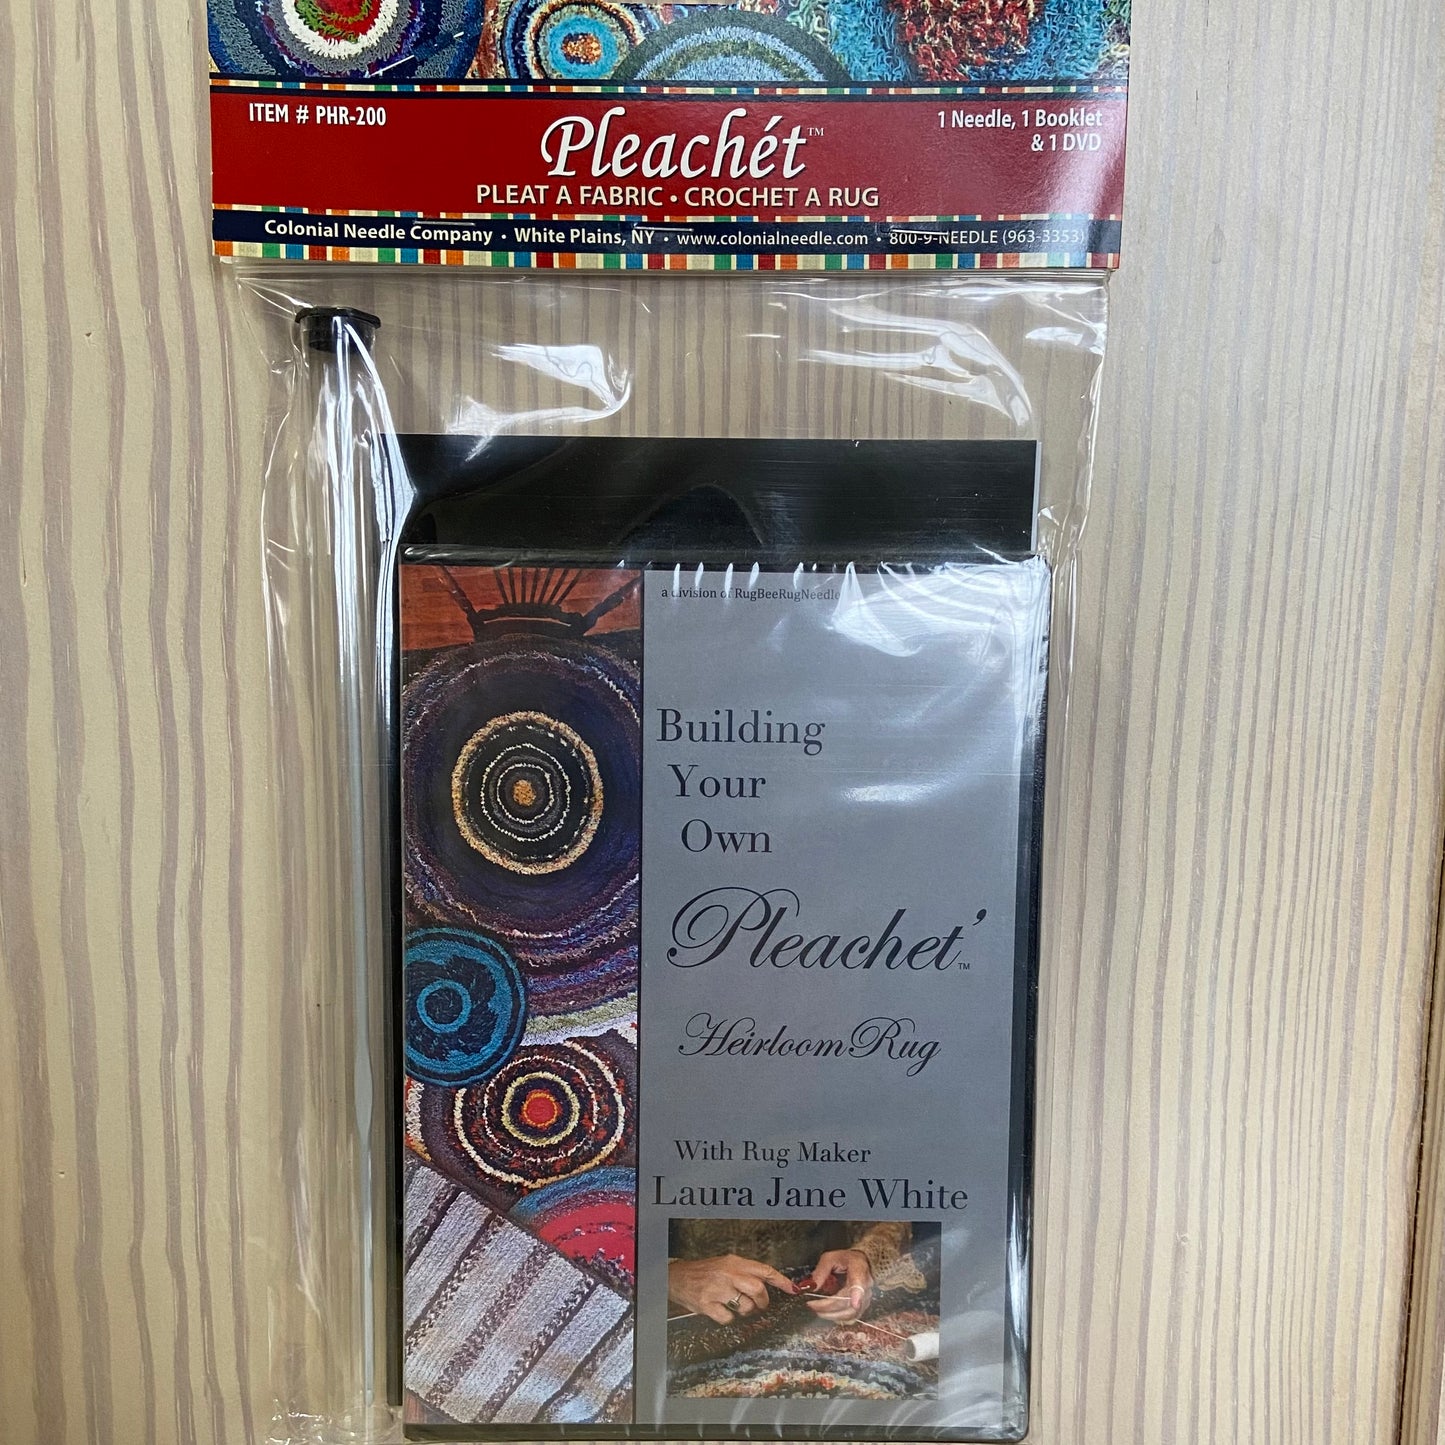 ITEM # PHR-200
Pleachét™
1 Needle, 1 Booklet
& 1 DVD
PLEAT A FABRIC • CROCHET A RUG
Colonial Needle Company • White Plains, NY • www.colonialneedle.com • 800-9-NEEDLE (963-3353)
a division of RugBeeRugNeedle
Building
Your
Own
Pleachet'™
Heirloom Rug
With Rug Maker
Laura Jane White